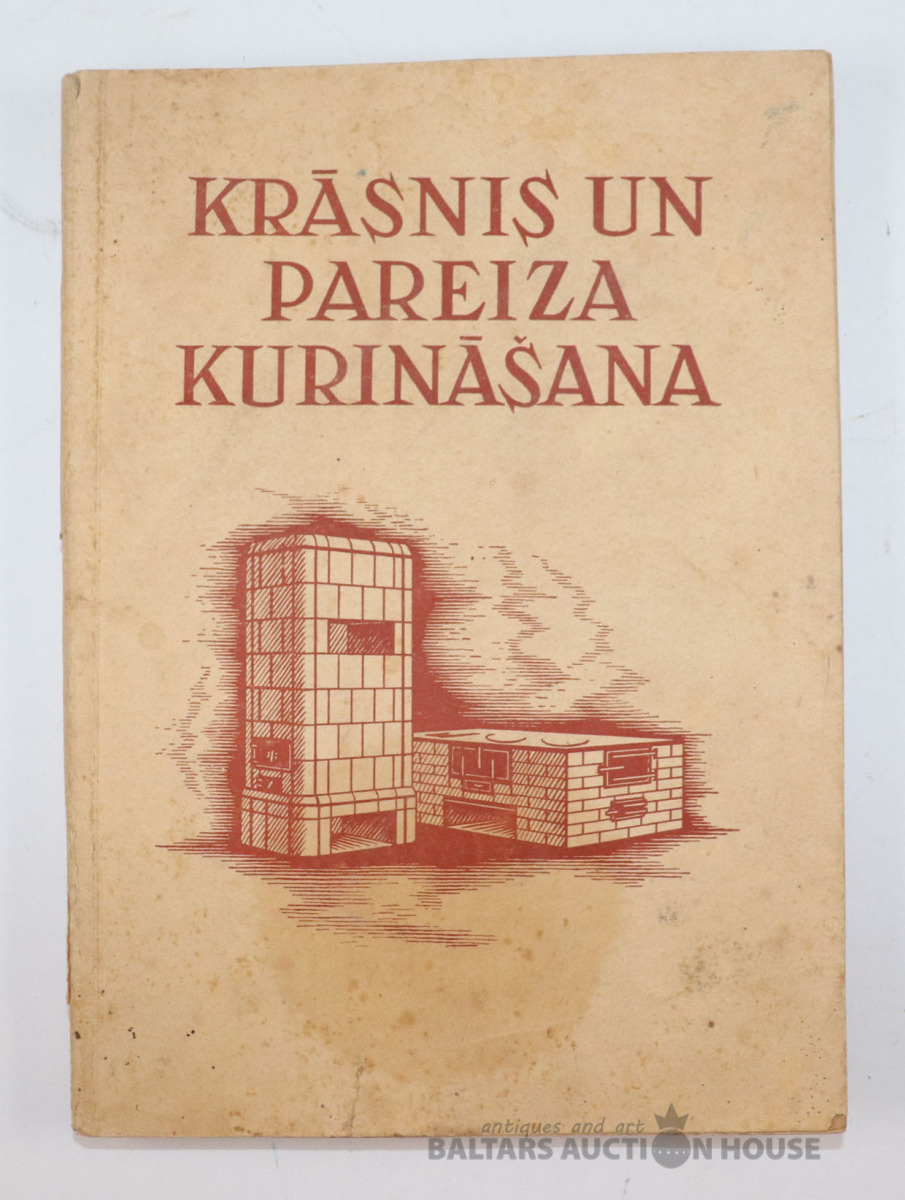 KRĀSNIS UN
PAREIZA
KURINĀŠANA
antiques and art
BALTARS AUCTION HOUSE